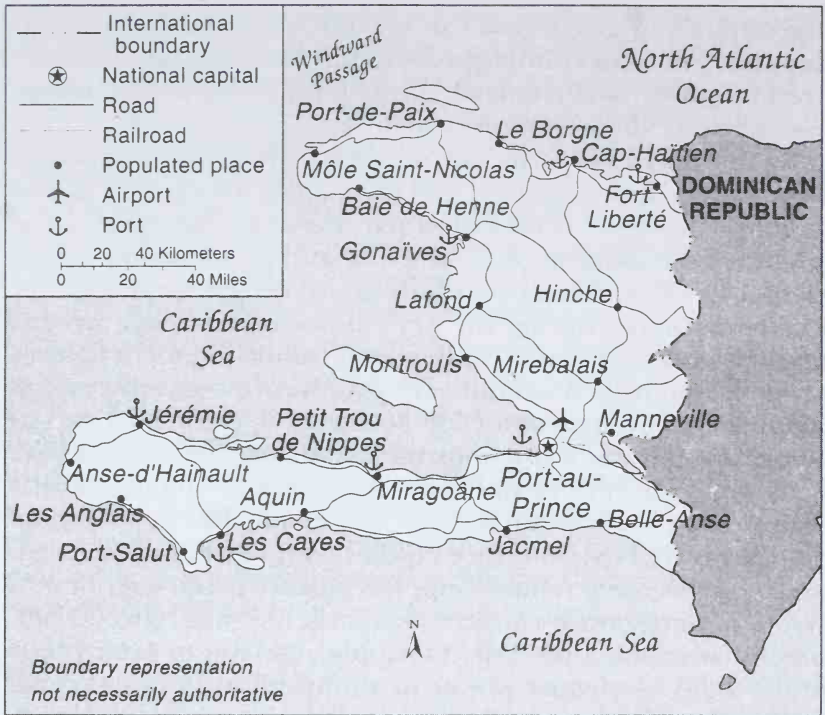 International
boundary
National capital
Road
Railroad
Populated place
Airport
Port
0 20 40 Kilometers
0 20 40 Miles
Windward
Passage
North Atlantic
Ocean
Port-de-Paix
Le Borgne
Cap-Haïtien
Môle Saint-Nicolas
Fort
Liberté
DOMINICAN
REPUBLIC
Baie de Henne
Gonaïves
Lafond
Hinche
Caribbean
Sea
Montrouis
Mirebalais
Jérémie
Petit Trou
de Nippes
Manneville
Anse-d'Hainault
Miragoâne
Port-au-
Prince
Aquin
Les Anglais
Les Cayes
Belle-Anse
Port-Salut
Jacmel
N
Caribbean Sea
Boundary representation
not necessarily authoritative